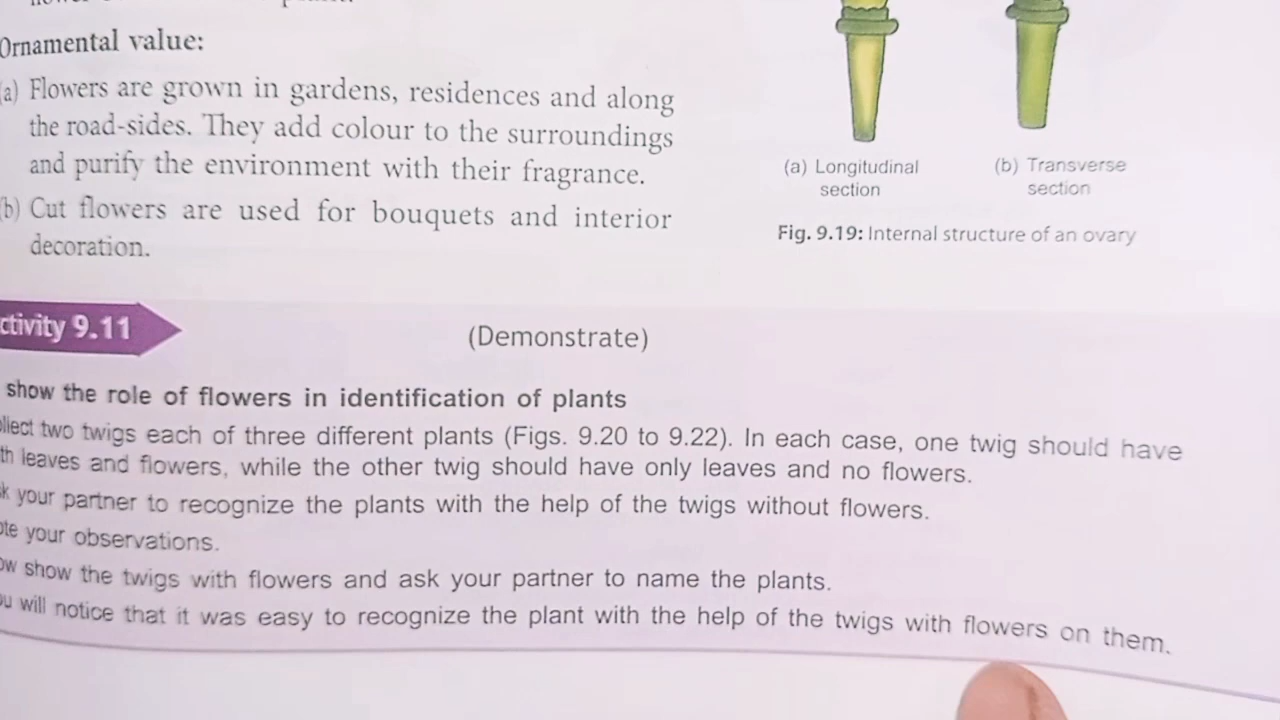 Ornamental value:
(a) Flowers are grown in gardens, residences and along
the road-sides. They add colour to the surroundings
and purify the environment with their fragrance.
(b) Cut flowers are used for bouquets and interior
decoration.
(a) Longitudinal
section
(b) Transverse
section
Fig. 9.19: Internal structure of an ovary
ctivity 9.11
(Demonstrate)
show the role of flowers in identification of plants
llect two twigs each of three different plants (Figs. 9.20 to 9.22). In each case, one twig should have
th leaves and flowers, while the other twig should have only leaves and no flowers.
k your partner to recognize the plants with the help of the twigs without flowers.
ote your observations.
ow show the twigs with flowers and ask your partner to name the plants.
ou will notice that it was easy to recognize the plant with the help of the twigs with flowers on them.